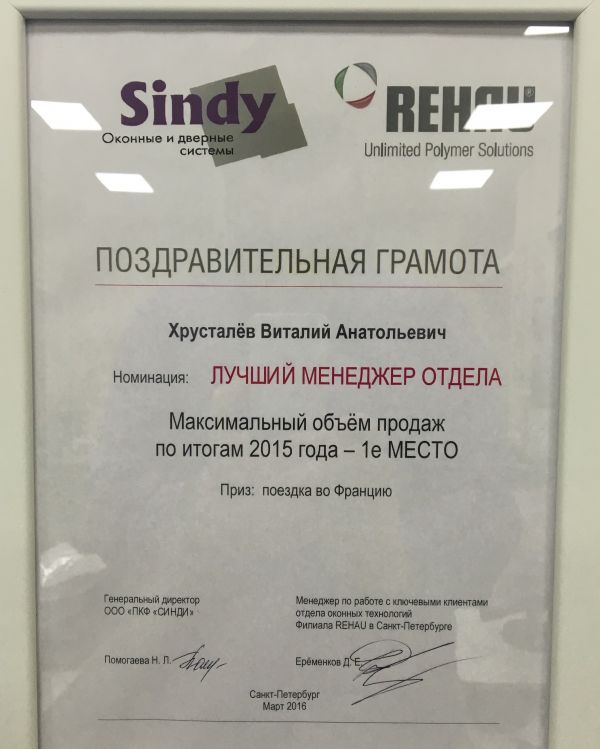 Sindy
Оконные и дверные
системы
REHAU
Unlimited Polymer Solutions
ПОЗДРАВИТЕЛЬНАЯ ГРАМОТА
Хрусталёв Виталий Анатольевич
Номинация: ЛУЧШИЙ МЕНЕДЖЕР ОТДЕЛА
Максимальный объём продаж
по итогам 2015 года – 1е МЕСТО
Приз: поездка во Францию
Генеральный директор
ООО «ПКФ «СИНДИ»
Помогаева Н. Л.
Менеджер по работе с ключевыми клиентами
отдела оконных технологий
Филиала REHAU в Санкт-Петербурге
Ерёменков Д. Е.
Санкт-Петербург
Март 2016